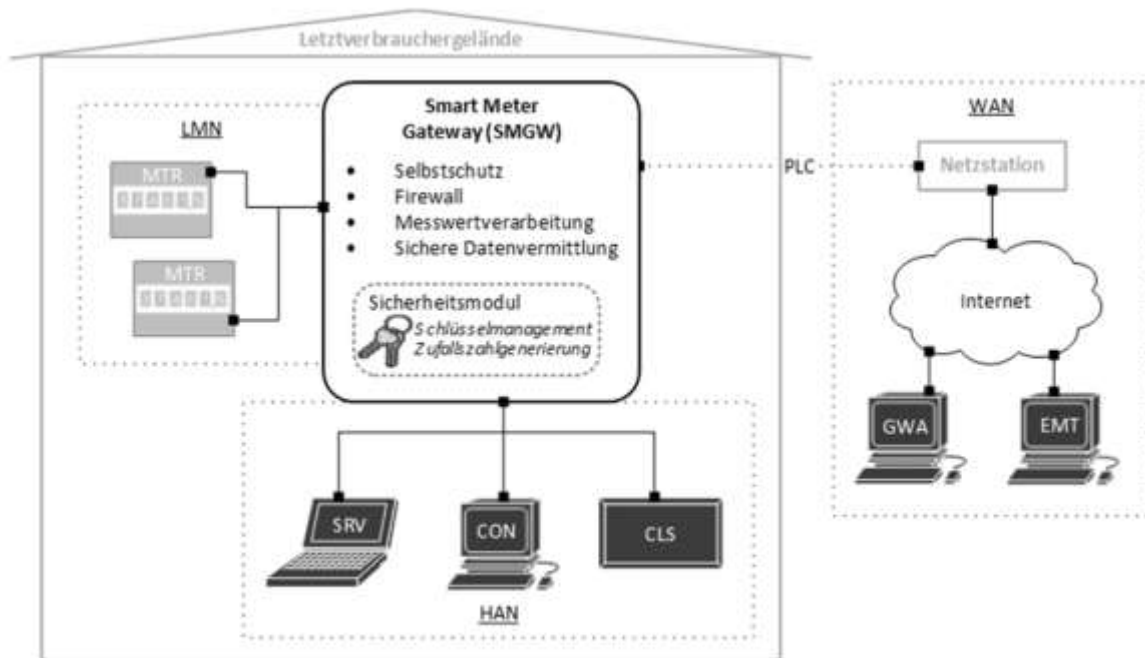 Letztverbrauchergelände
LMN
MTR
MTR
Smart Meter
Gateway (SMGW)
• Selbstschutz
• Firewall
• Messwertverarbeitung
• Sichere Datenvermittlung
Sicherheitsmodul
Schlüsselmanagement
Zufallszahlgenerierung
PLC
WAN
Netzstation
Internet
GWA
EMT
SRV
CON
CLS
HAN